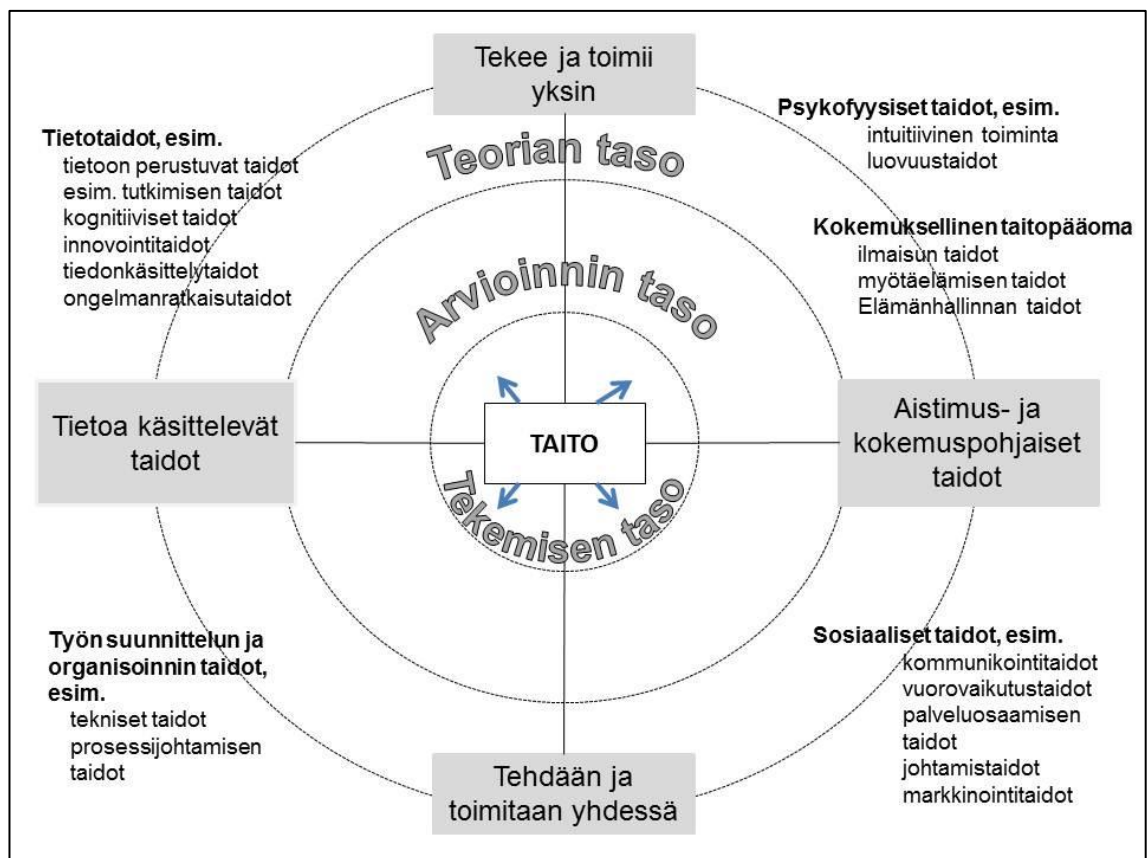 Tekee ja toimii
yksin
Tietotaidot, esim.
tietoon perustuvat taidot
esim. tutkimisen taidot
kognitiiviset taidot
innovointitaidot
tiedonkäsittelytaidot
ongelmanratkaisutaidot
Teorian taso
Psykofyysiset taidot, esim.
intuitiivinen toiminta
luovuustaidot
Kokemuksellinen taitopääoma
ilmaisun taidot
myötäelämisen taidot
Elämänhallinnan taidot
Arvioinnin taso
Tietoa käsittelevät
taidot
TAITO
Aistimus- ja
kokemuspohjaiset
taidot
Tekemisen taso
Työn suunnittelun ja
organisoinnin taidot,
esim.
tekniset taidot
prosessijohtamisen
taidot
Sosiaaliset taidot, esim.
kommunikointitaidot
vuorovaikutustaidot
palveluosaamisen
taidot
johtamistaidot
markkinointitaidot
Tehdään ja
toimitaan yhdessä